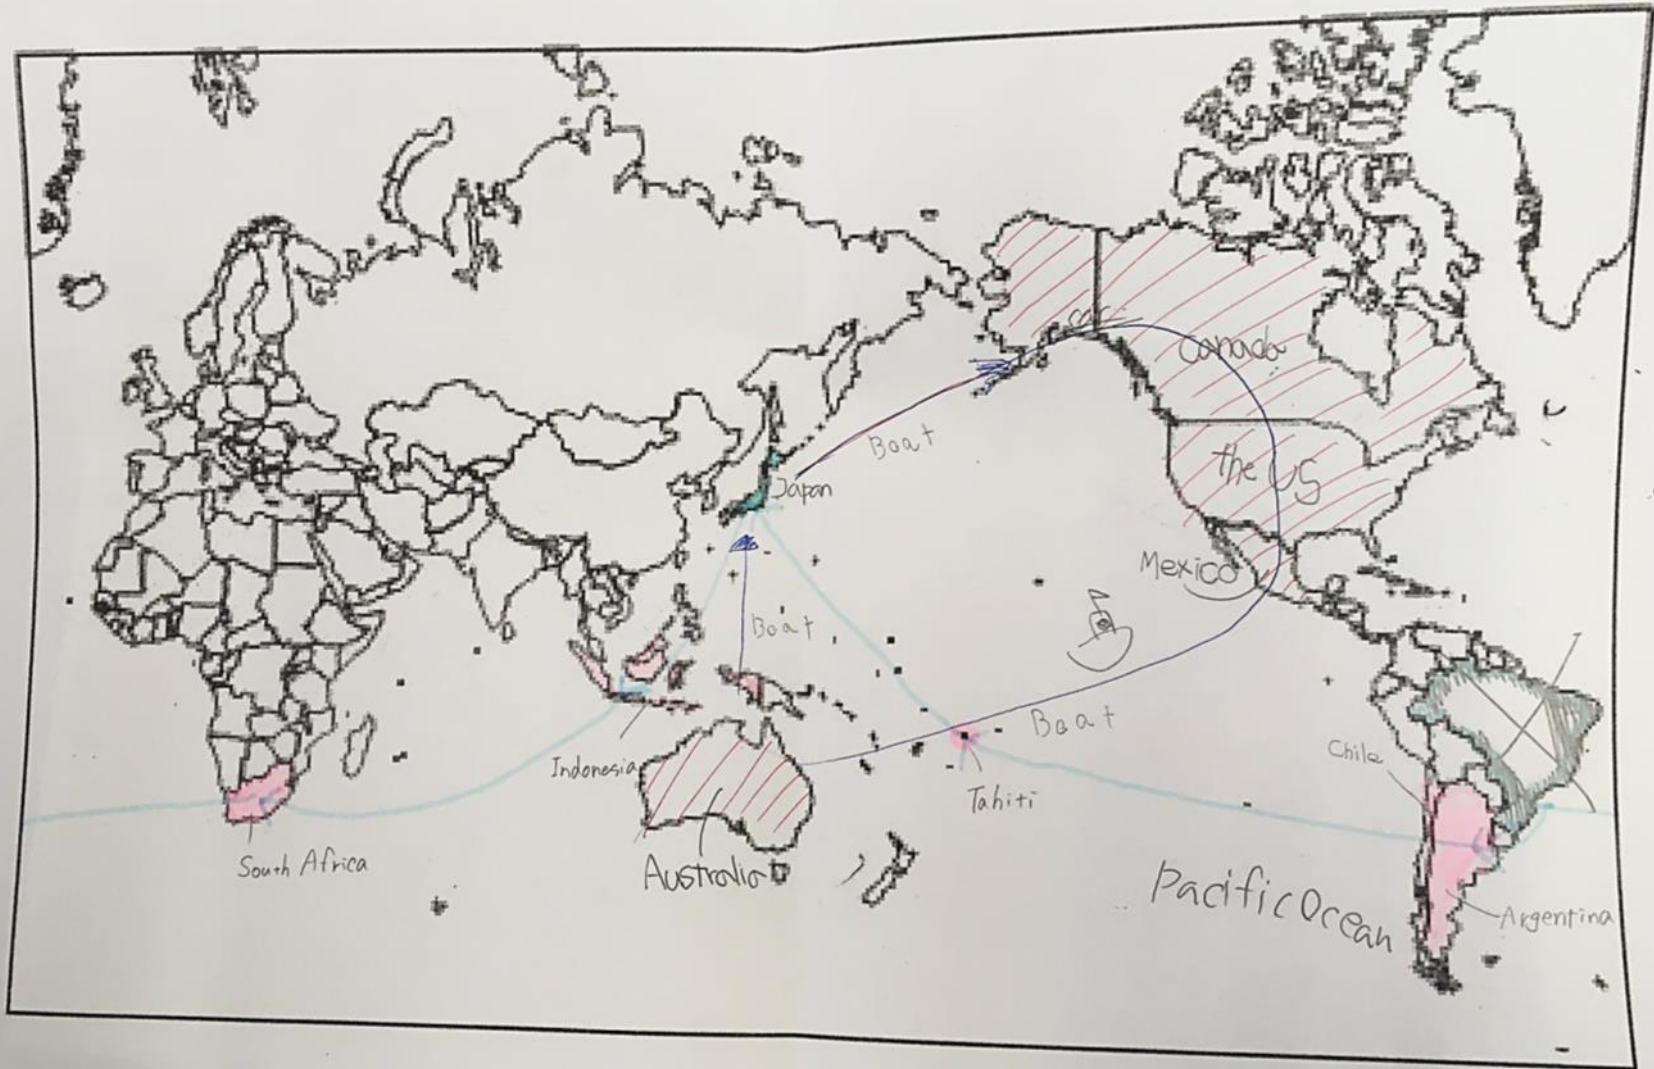 Canada
Boat
the US
Japan
Mexico
Boat
Boat
Chile
Indonesia
Tahiti
South Africa
Australia
Pacific Ocean
Argentina